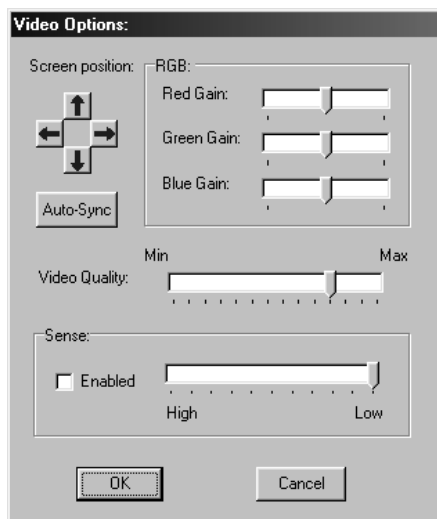 Video Options:
Screen position:
RGB:
Red Gain:
Green Gain:
Blue Gain:
Auto-Sync
Min Max
Video Quality:
Sense:
Enabled
High Low
OK Cancel